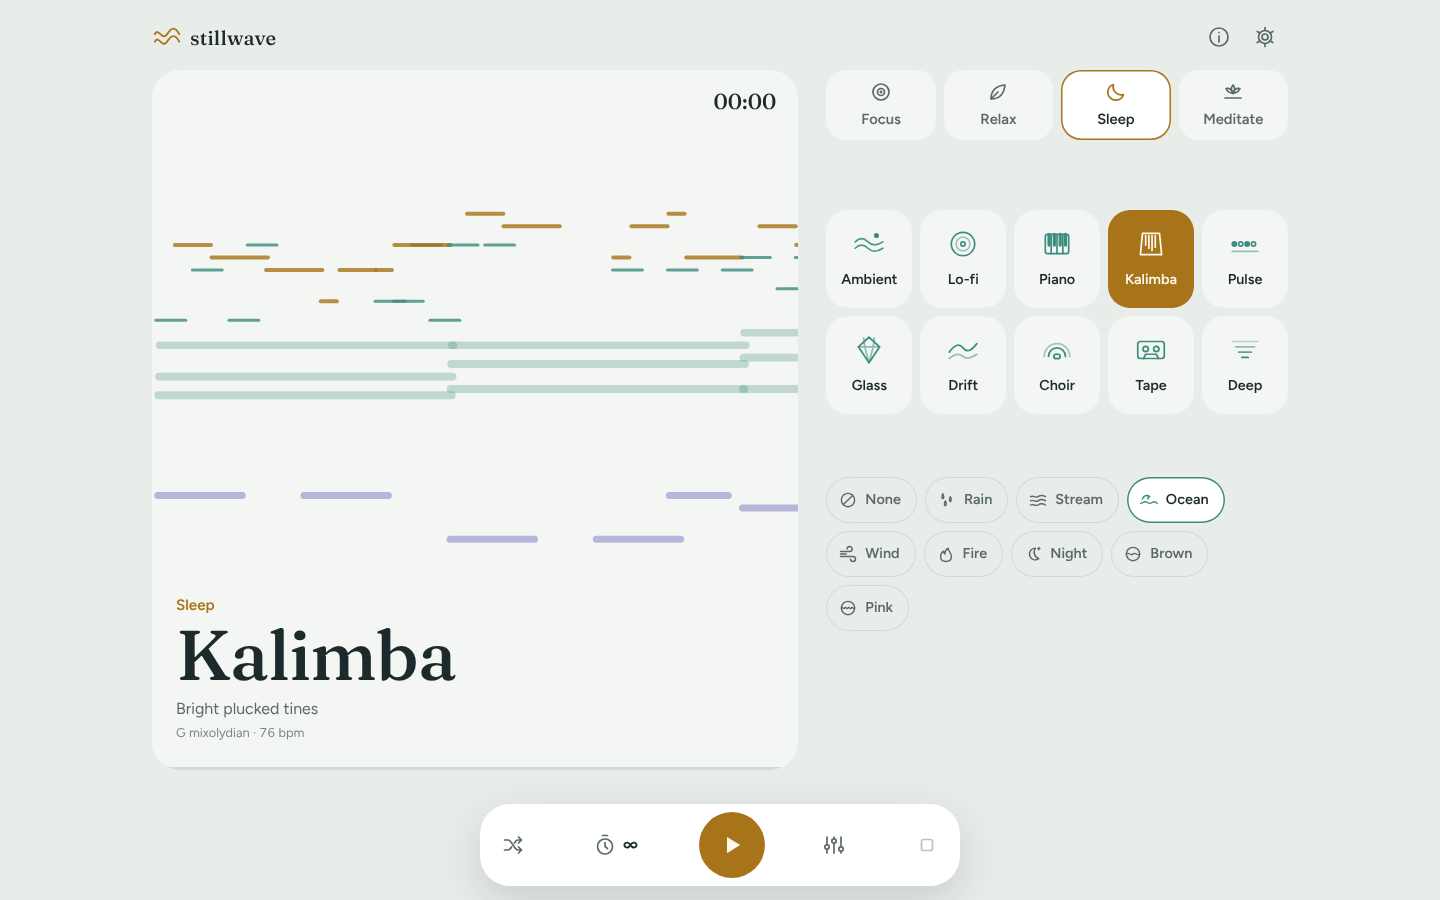 stillwave
00:00
Sleep
Kalimba
Bright plucked tines
G mixolydian · 76 bpm
Focus
Relax
Sleep
Meditate
Ambient
Lo-fi
Piano
Kalimba
Pulse
Glass
Drift
Choir
Tape
Deep
None
Rain
Stream
Ocean
Wind
Fire
Night
Brown
Pink
∞